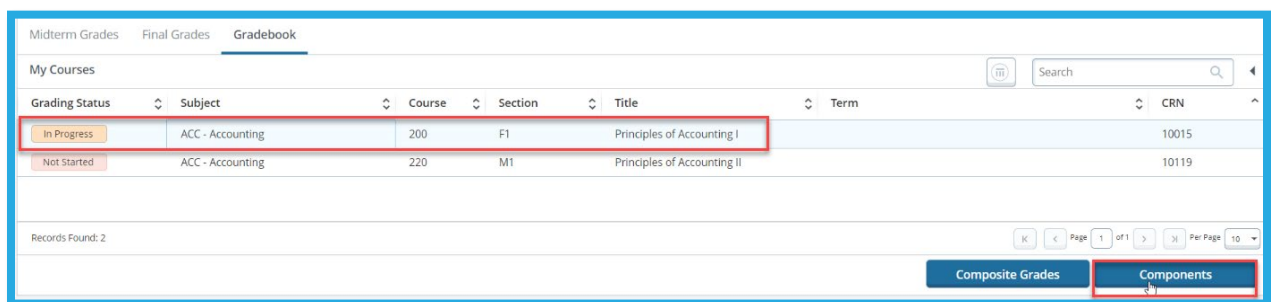 Midterm Grades Final Grades Gradebook
My Courses Search
Grading Status Subject Course Section Title Term CRN
In Progress ACC - Accounting 200 F1 Principles of Accounting I 10015
Not Started ACC - Accounting 220 M1 Principles of Accounting II 10119
Records Found: 2 Page 1 of 1 Per Page 10
Composite Grades Components